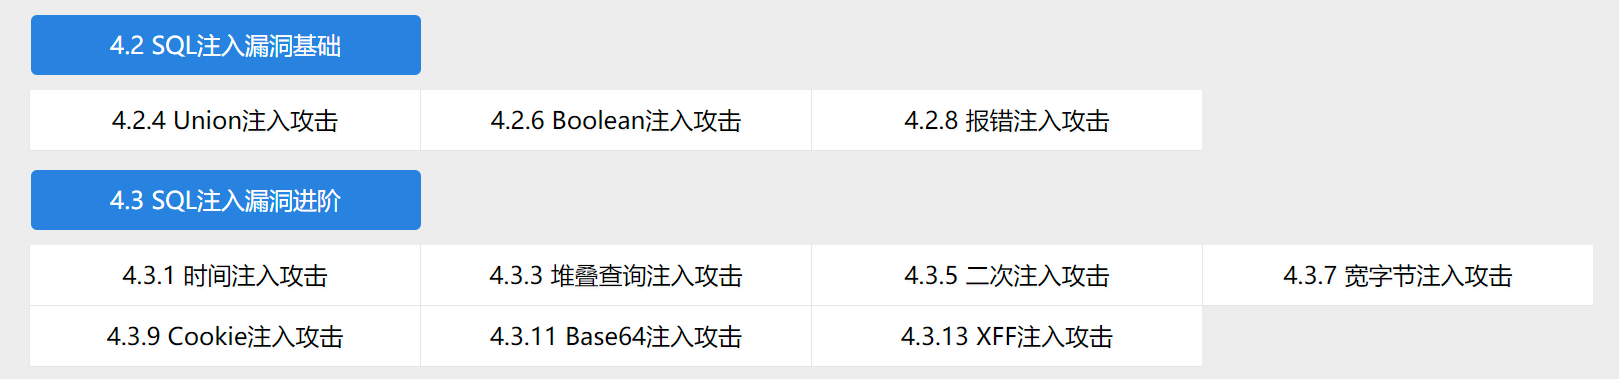 4.2 SQL注入漏洞基础
4.2.4 Union注入攻击
4.2.6 Boolean注入攻击
4.2.8 报错注入攻击
4.3 SQL注入漏洞进阶
4.3.1 时间注入攻击
4.3.3 堆叠查询注入攻击
4.3.5 二次注入攻击
4.3.7 宽字节注入攻击
4.3.9 Cookie注入攻击
4.3.11 Base64注入攻击
4.3.13 XFF注入攻击